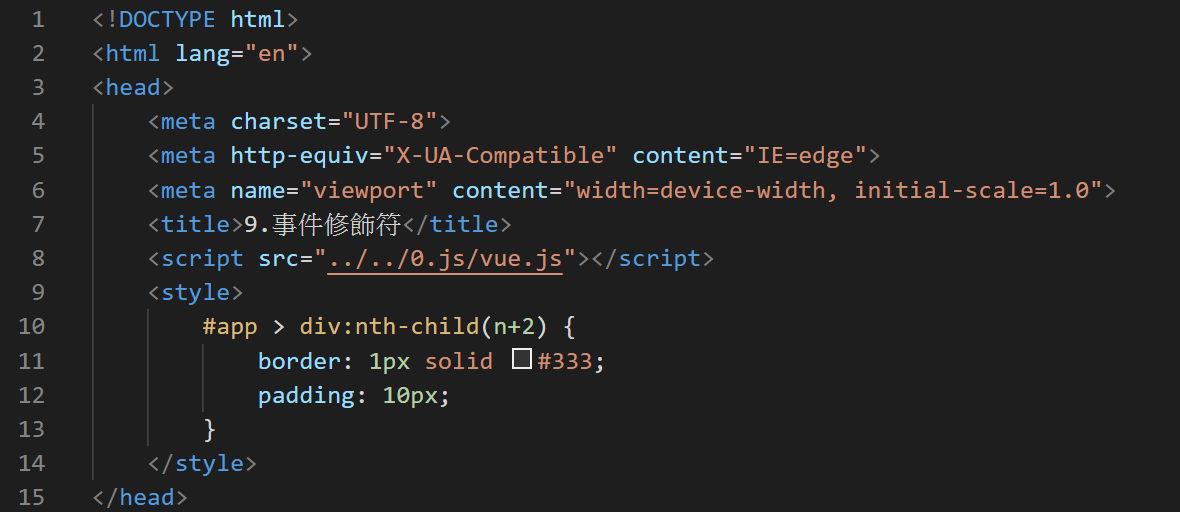 1 <!DOCTYPE html>
2 <html lang="en">
3 <head>
4     <meta charset="UTF-8">
5     <meta http-equiv="X-UA-Compatible" content="IE=edge">
6     <meta name="viewport" content="width=device-width, initial-scale=1.0">
7     <title>9.事件修飾符</title>
8     <script src="../../0.js/vue.js"></script>
9     <style>
10         #app > div:nth-child(n+2) {
11             border: 1px solid #333;
12             padding: 10px;
13         }
14     </style>
15 </head>